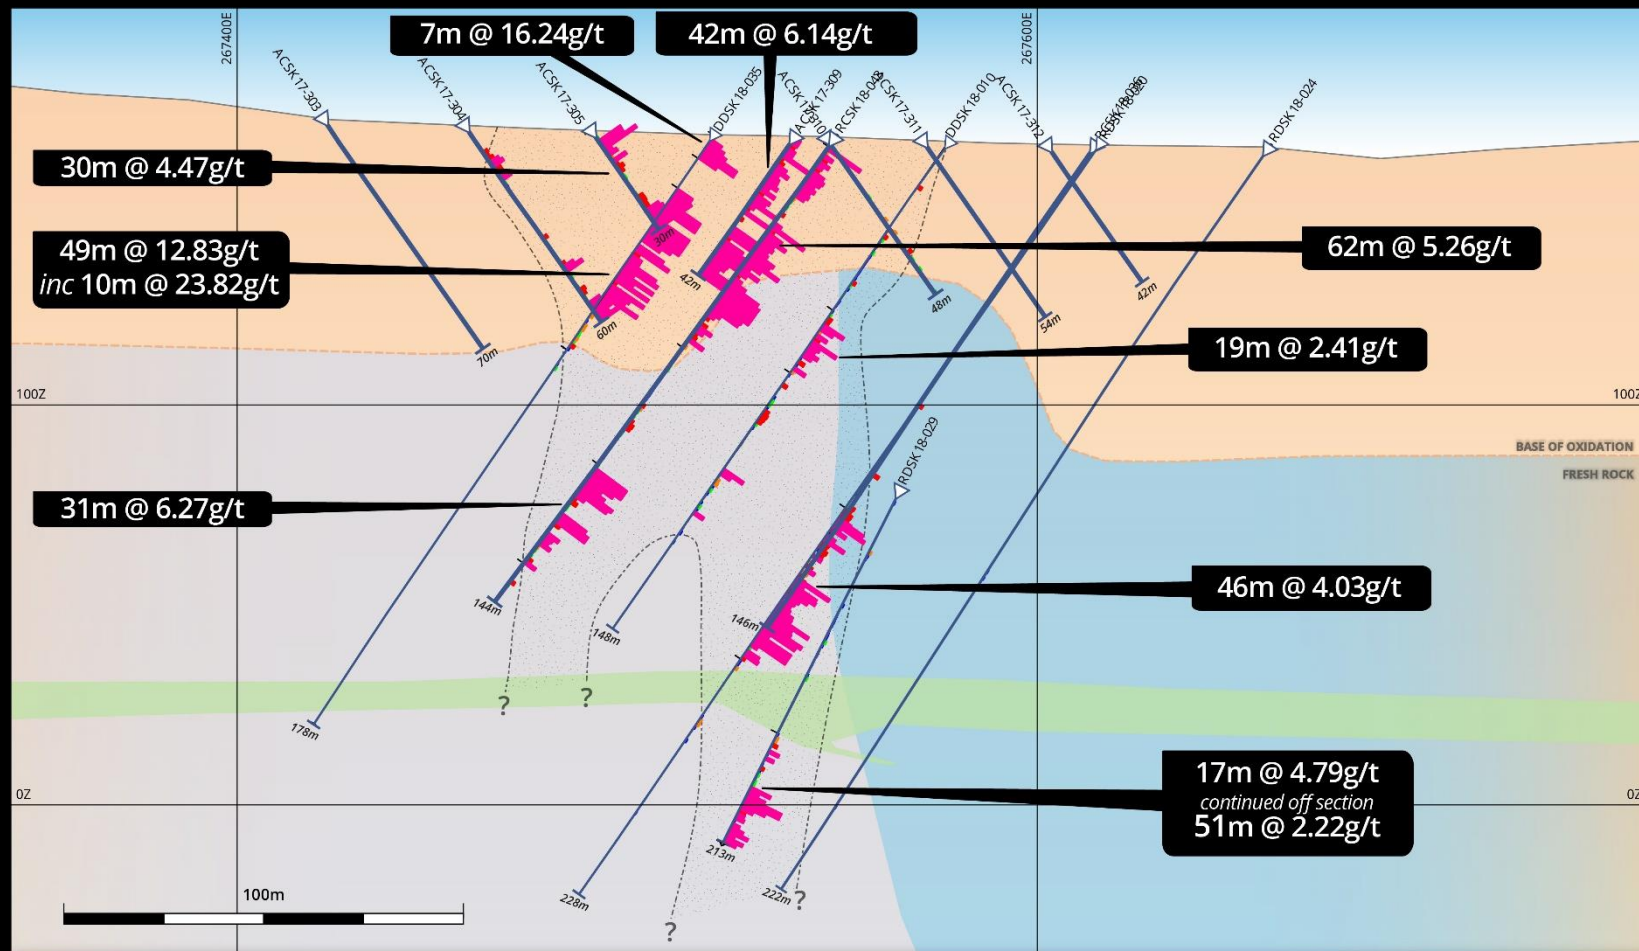 267400E
267600E
7m @ 16.24g/t
42m @ 6.14g/t
ACSK17-303
ACSK17-304
ACSK17-305
DDSK18-035
ACSK17-309
RCSK18-048
ACSK17-311
DDSK18-010
ACSK17-312
RDSK18-024
30m @ 4.47g/t
49m @ 12.83g/t
inc 10m @ 23.82g/t
62m @ 5.26g/t
30m
42m
48m
42m
54m
60m
70m
19m @ 2.41g/t
100Z
100Z
BASE OF OXIDATION
FRESH ROCK
RDSK18-029
31m @ 6.27g/t
46m @ 4.03g/t
144m
148m
146m
?
?
178m
17m @ 4.79g/t
continued off section
51m @ 2.22g/t
0Z
0Z
213m
222m
?
228m
?
100m